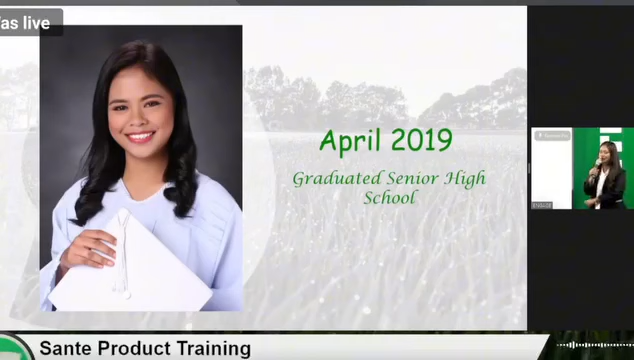 as live
April 2019
Graduated Senior High
School
Sante Product Training